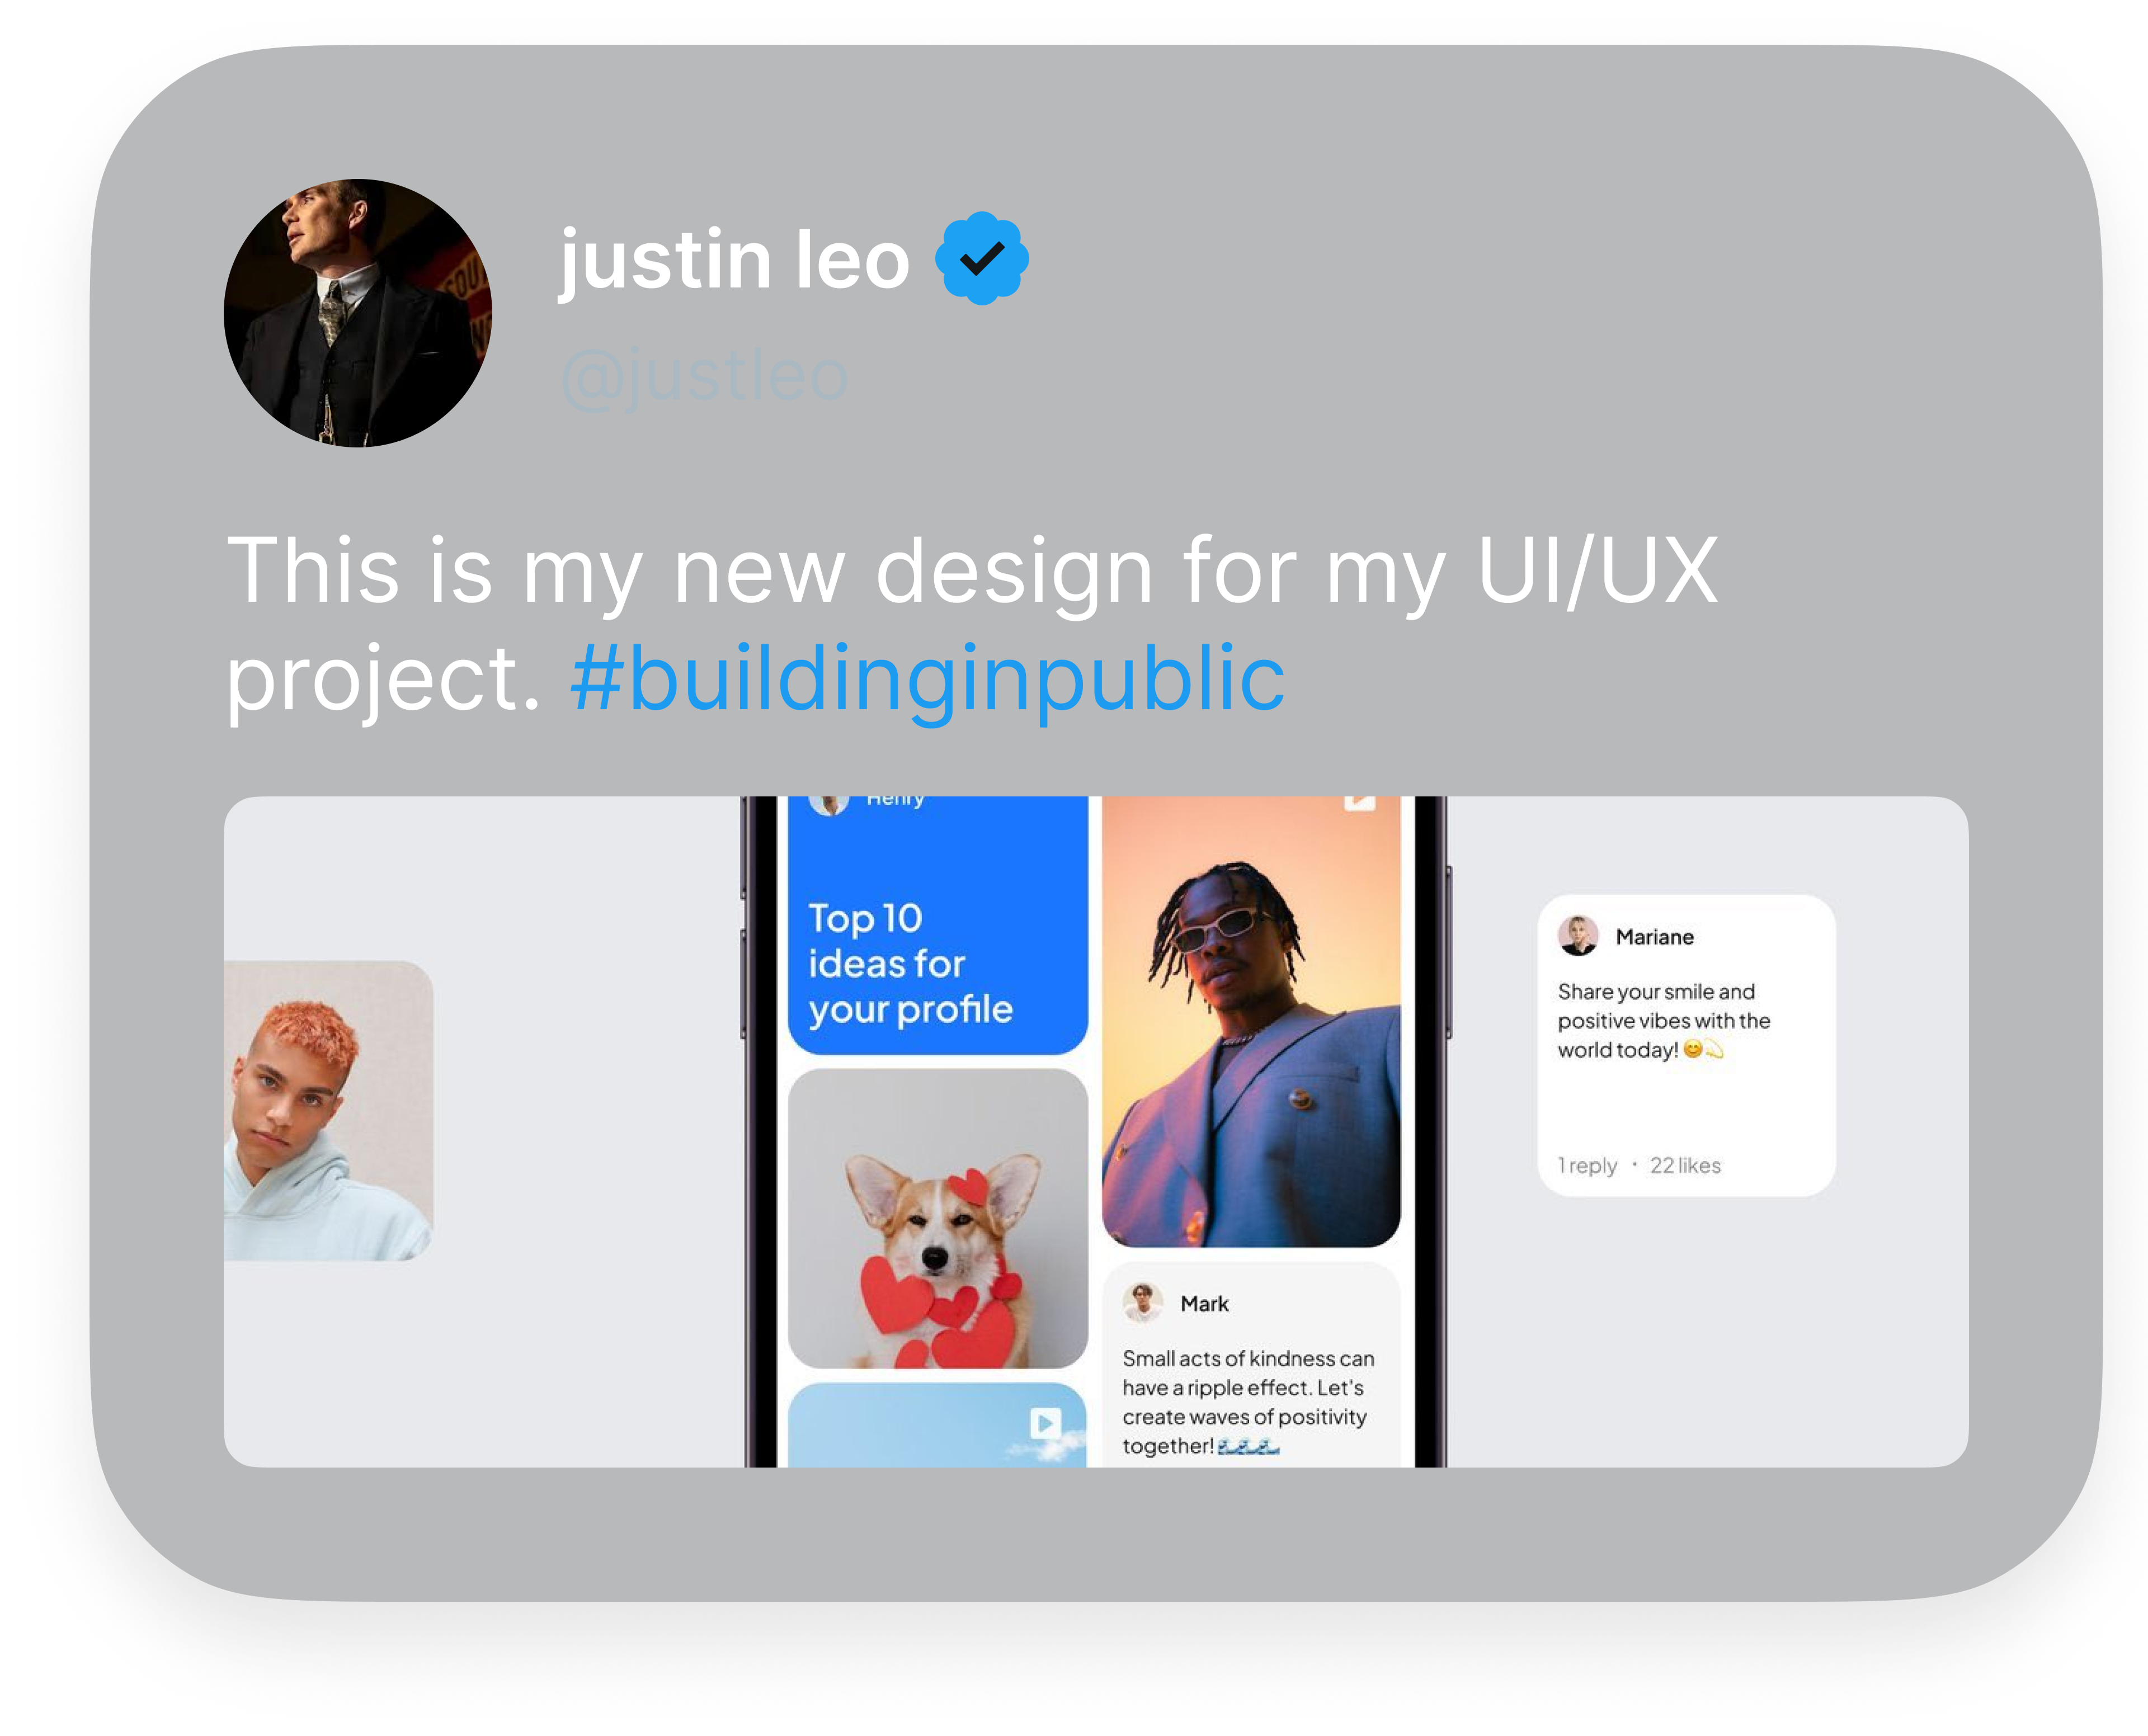 justin leo
@justleo
This is my new design for my UI/UX
project. #buildinginpublic
Henry
Top 10
ideas for
your profile
Mariane
Share your smile and
positive vibes with the
world today! 😊💫
1 reply · 22 likes
Mark
Small acts of kindness can
have a ripple effect. Let's
create waves of positivity
together! 🌊🌊🌊